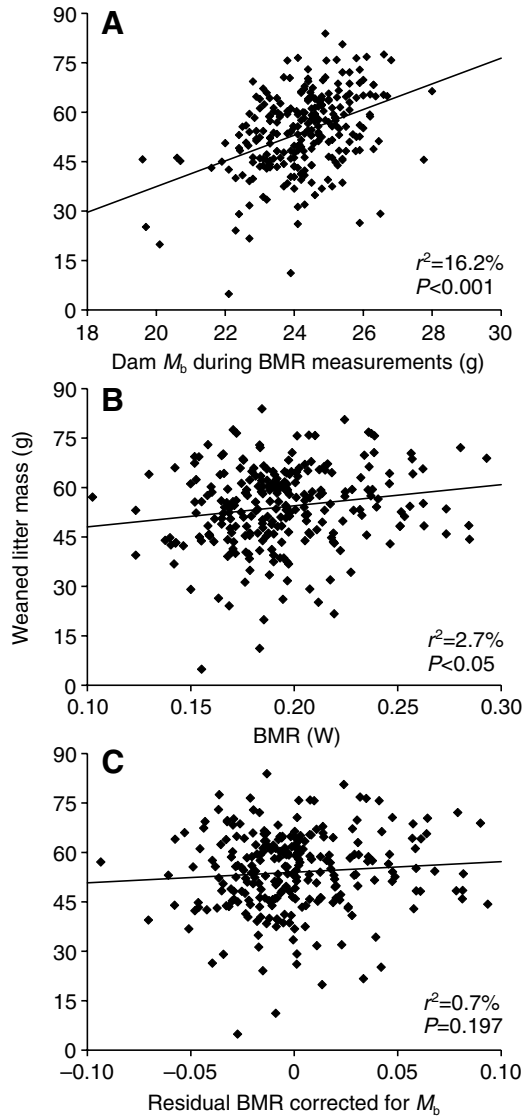 A
90
75
60
45
30
15
0
r²=16.2%
P<0.001
18 20 22 24 26 28 30
Dam Mb during BMR measurements (g)
Weaned litter mass (g)
B
90
75
60
45
30
15
0
r²=2.7%
P<0.05
0.10 0.15 0.20 0.25 0.30
BMR (W)
C
90
75
60
45
30
15
0
r²=0.7%
P=0.197
–0.10 –0.05 0 0.05 0.10
Residual BMR corrected for Mb